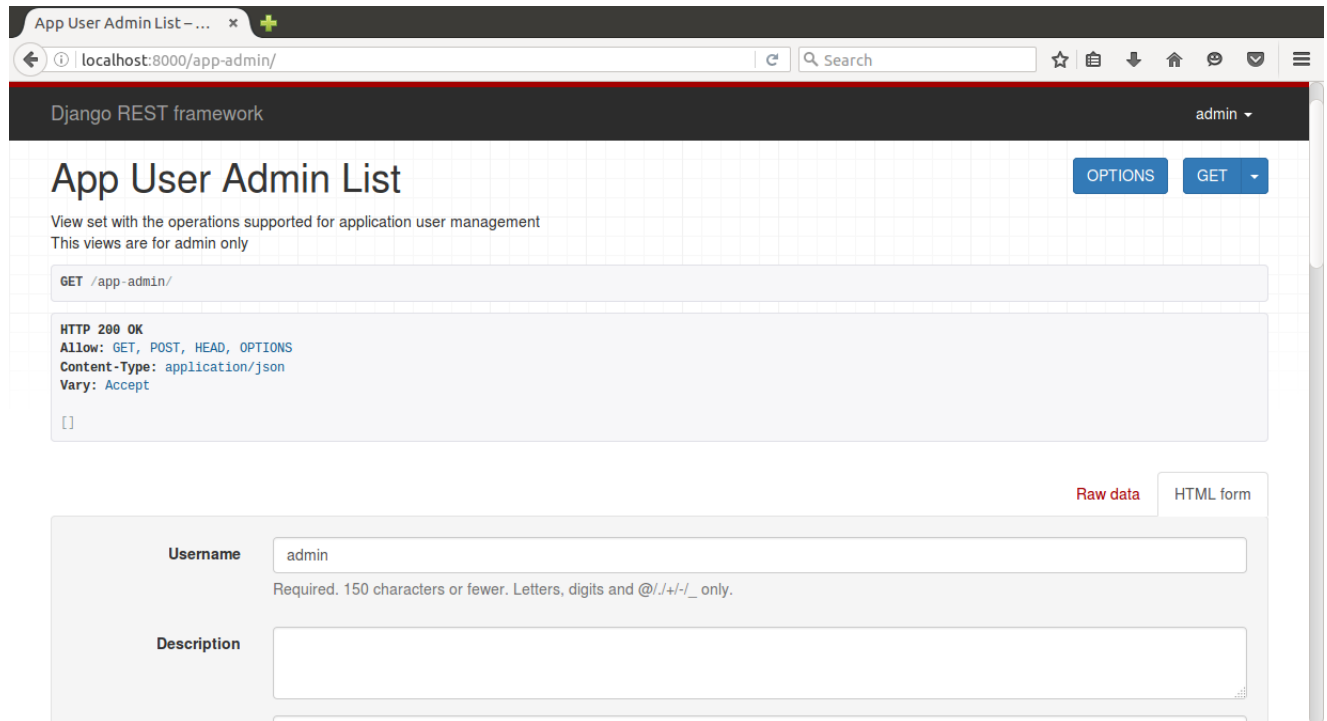 App User Admin List – ...
localhost:8000/app-admin/
Search
Django REST framework
admin
App User Admin List
OPTIONS
GET
View set with the operations supported for application user management
This views are for admin only
GET /app-admin/
HTTP 200 OK
Allow: GET, POST, HEAD, OPTIONS
Content-Type: application/json
Vary: Accept
[]
Raw data
HTML form
Username
admin
Required. 150 characters or fewer. Letters, digits and @/./+/-/_ only.
Description